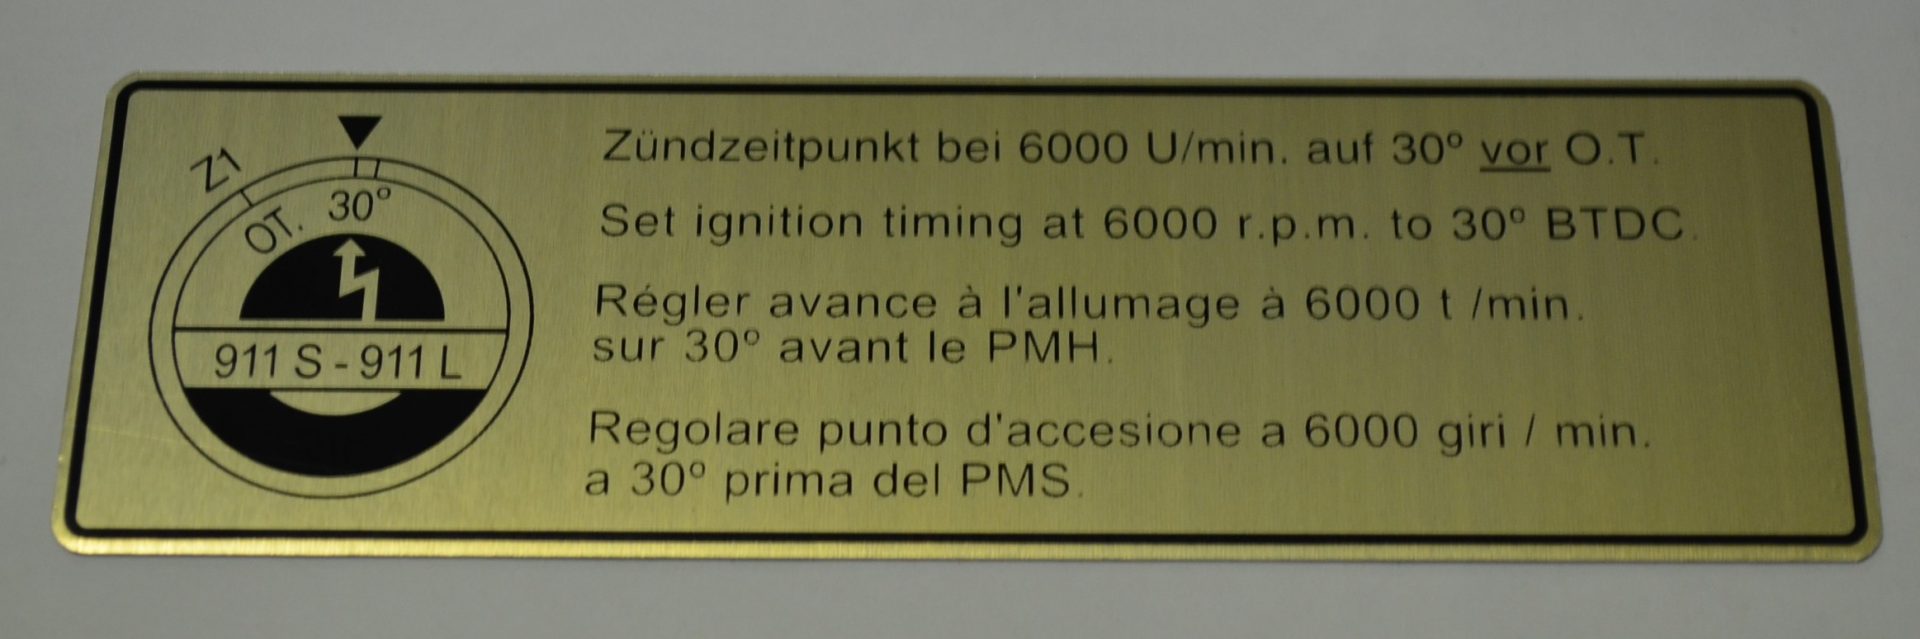 Z1
OT.
30°
911 S - 911 L
Zündzeitpunkt bei 6000 U/min. auf 30° vor O.T.
Set ignition timing at 6000 r.p.m. to 30° BTDC.
Régler avance à l'allumage à 6000 t /min.
sur 30° avant le PMH.
Regolare punto d'accesione a 6000 giri / min.
a 30° prima del PMS.